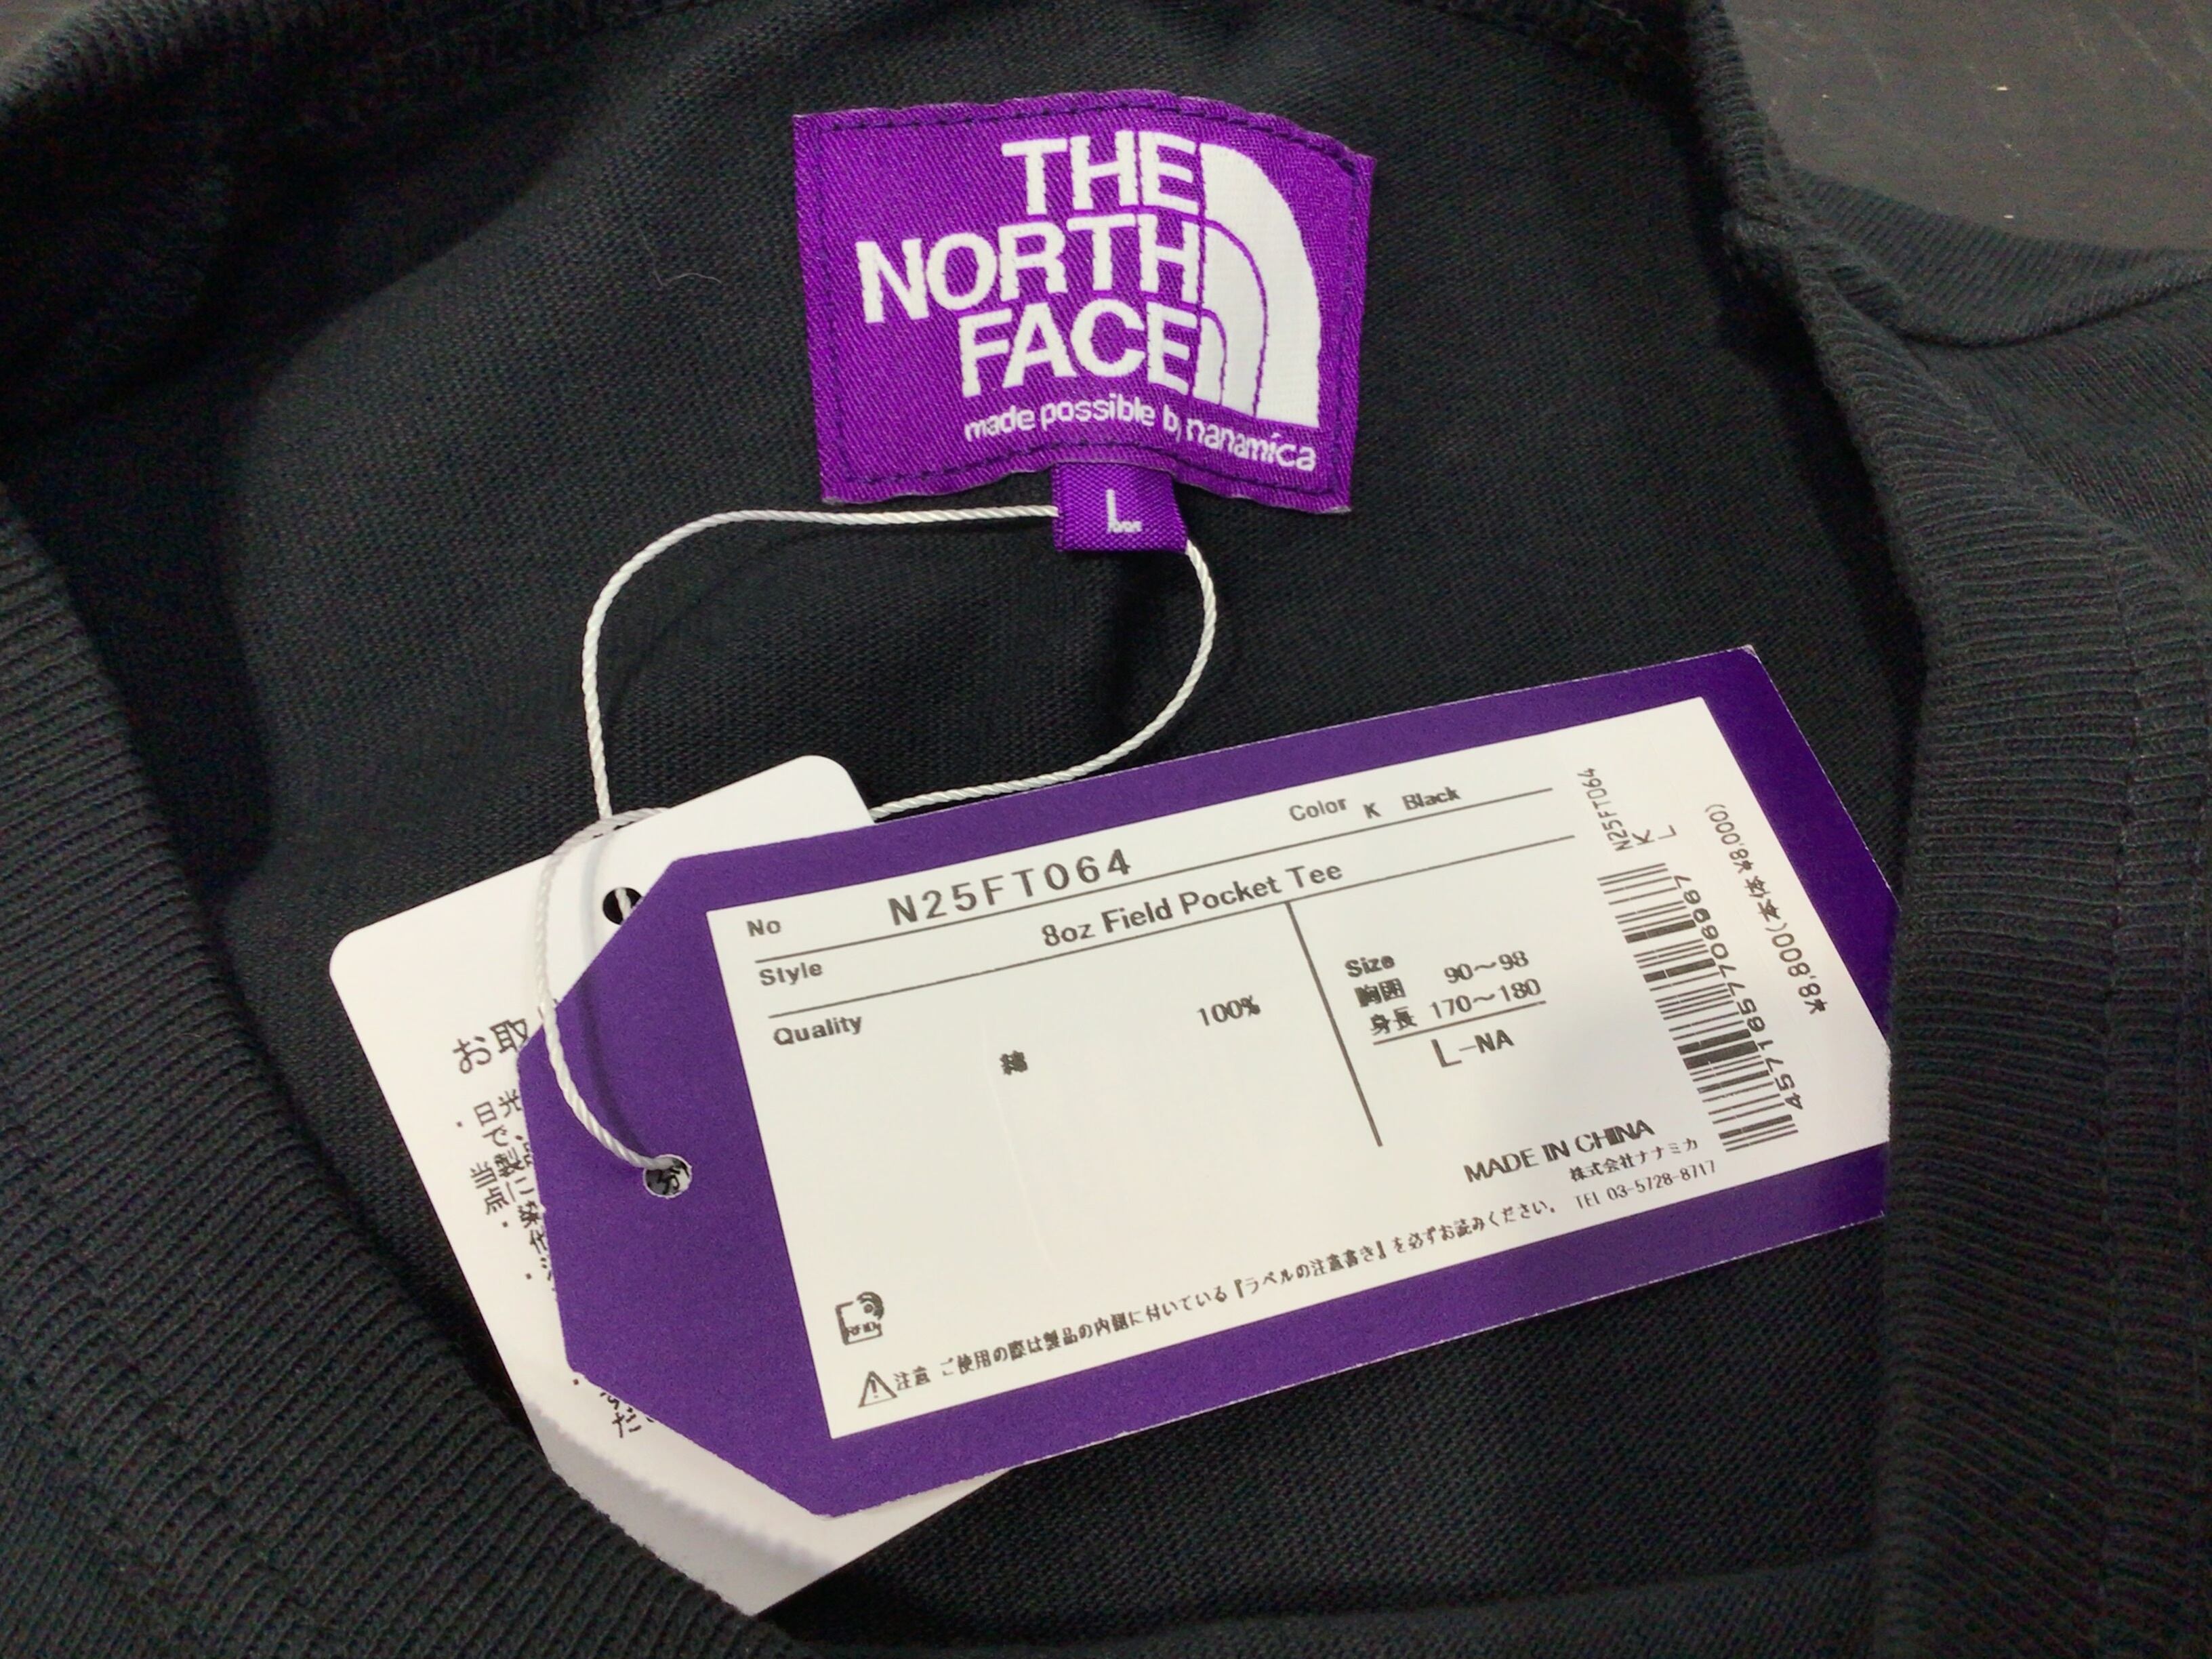 THE
NORTH
FACE
made possible by nanamica
L
No N25FT064 Color K Black
Style 8oz Field Pocket Tee
Quality
綿 100%
Size
胸囲 90〜98
身長 170〜180
L-NA
N25FT064
K
L
¥8,800(本体¥8,000)
MADE IN CHINA
株式会社ナナミカ
TEL 03-5728-8717
RFID
注意 ご使用の際は製品の内側に付いている『ラベルの注意書き』を必ずお読みください。
お取
・日光
で、